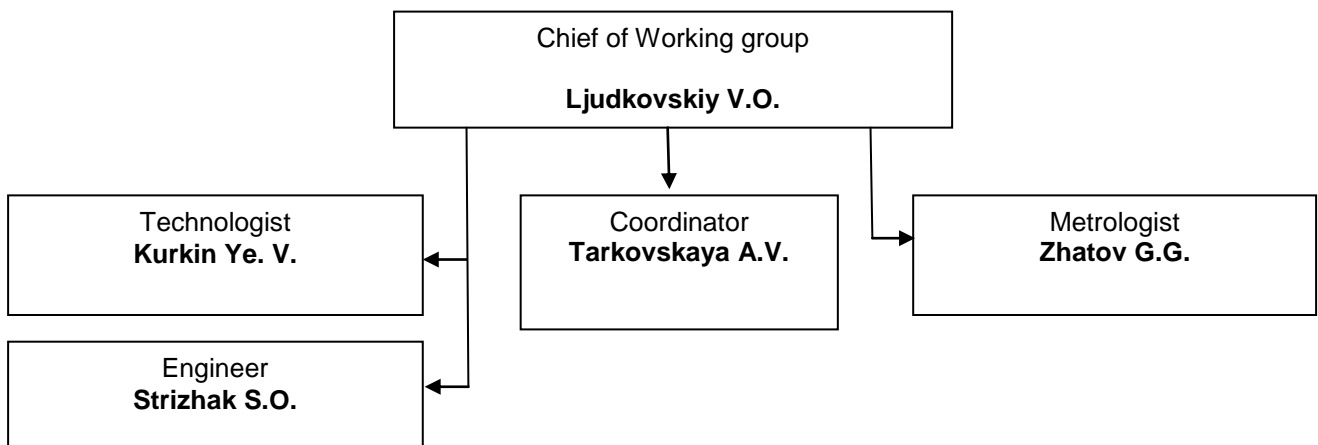 Chief of Working group
Ljudkovskiy V.O.
Technologist
Kurkin Ye. V.
Coordinator
Tarkovskaya A.V.
Metrologist
Zhatov G.G.
Engineer
Strizhak S.O.